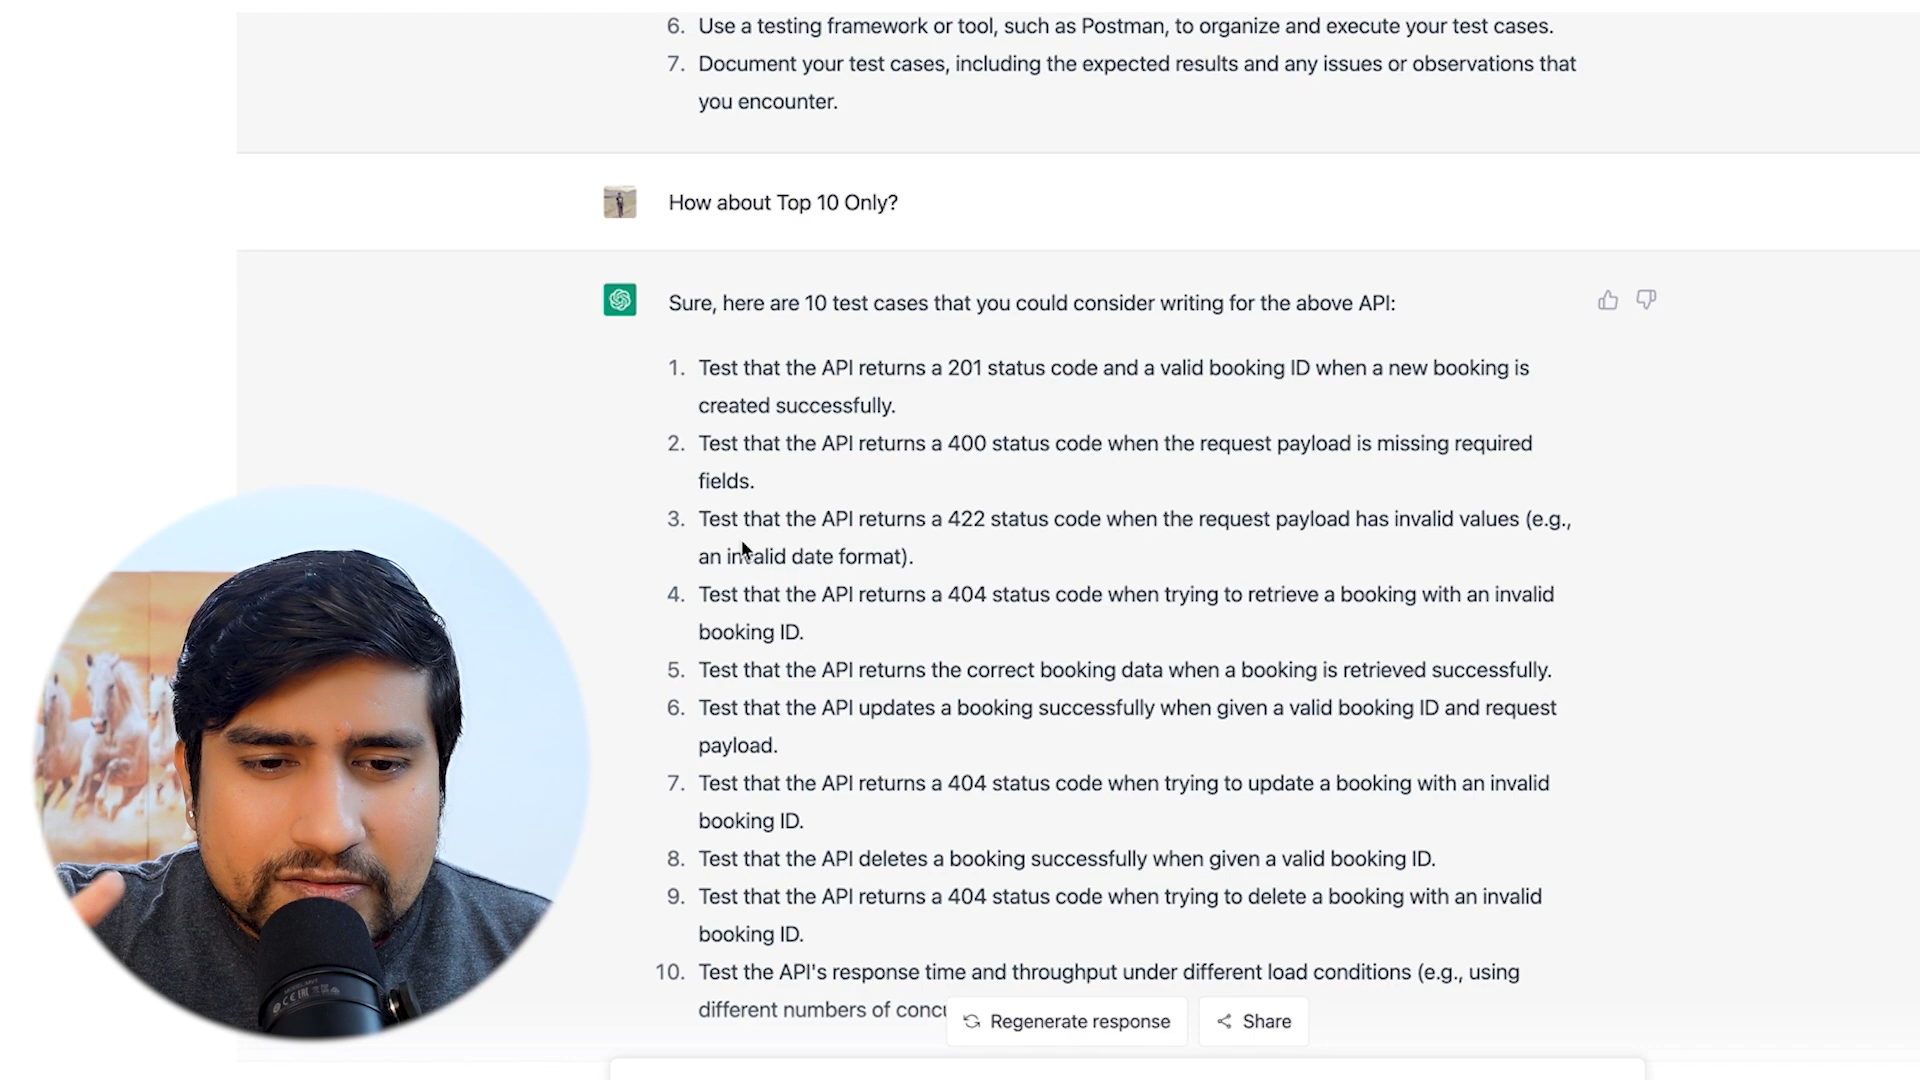 6. Use a testing framework or tool, such as Postman, to organize and execute your test cases.
7. Document your test cases, including the expected results and any issues or observations that
you encounter.
How about Top 10 Only?
Sure, here are 10 test cases that you could consider writing for the above API:
1. Test that the API returns a 201 status code and a valid booking ID when a new booking is
created successfully.
2. Test that the API returns a 400 status code when the request payload is missing required
fields.
3. Test that the API returns a 422 status code when the request payload has invalid values (e.g.,
an invalid date format).
4. Test that the API returns a 404 status code when trying to retrieve a booking with an invalid
booking ID.
5. Test that the API returns the correct booking data when a booking is retrieved successfully.
6. Test that the API updates a booking successfully when given a valid booking ID and request
payload.
7. Test that the API returns a 404 status code when trying to update a booking with an invalid
booking ID.
8. Test that the API deletes a booking successfully when given a valid booking ID.
9. Test that the API returns a 404 status code when trying to delete a booking with an invalid
booking ID.
10. Test the API's response time and throughput under different load conditions (e.g., using
different numbers of
Regenerate response
Share